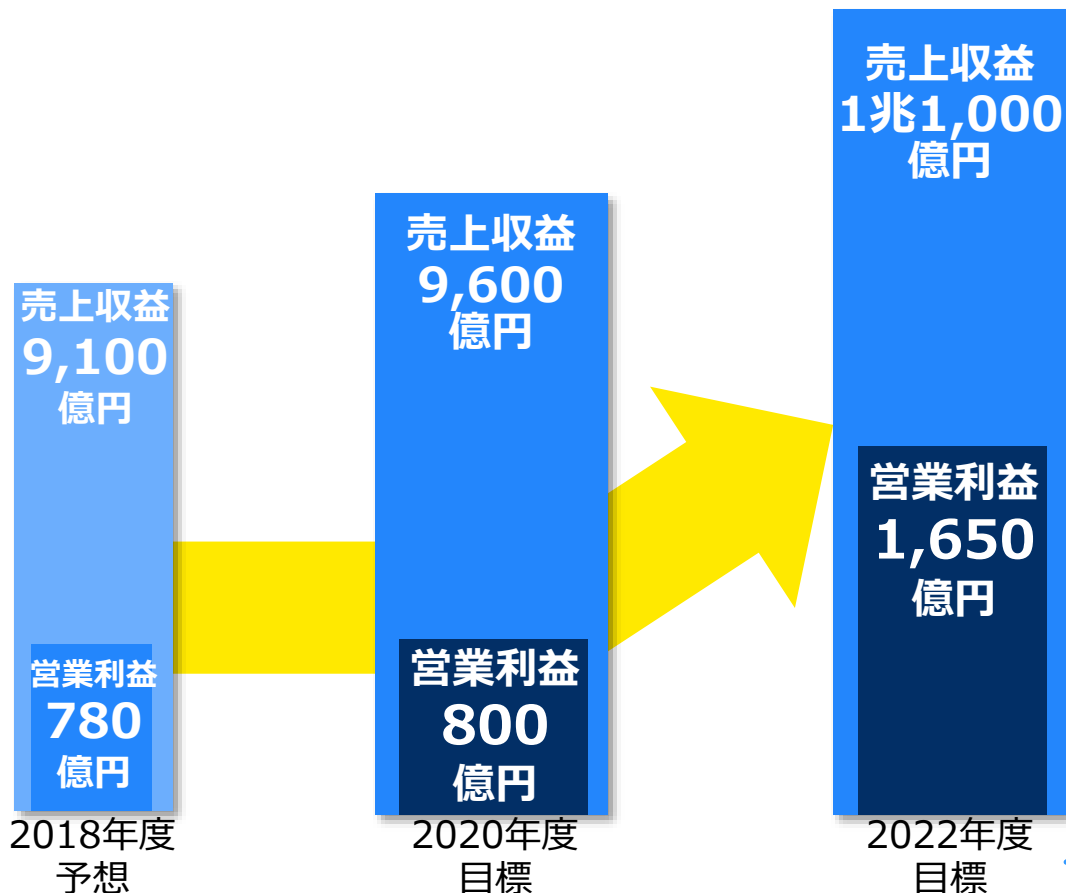 売上収益
9,100
億円
営業利益
780
億円
2018年度
予想
売上収益
9,600
億円
営業利益
800
億円
2020年度
目標
売上収益
1兆1,000
億円
営業利益
1,650
億円
2022年度
目標